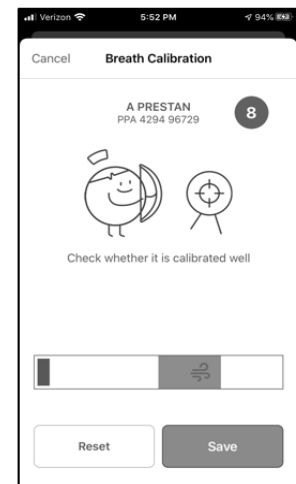 Verizon 5:52 PM 94%
Cancel Breath Calibration
A PRESTAN
PPA 4294 96729
8
Check whether it is calibrated well
Reset Save